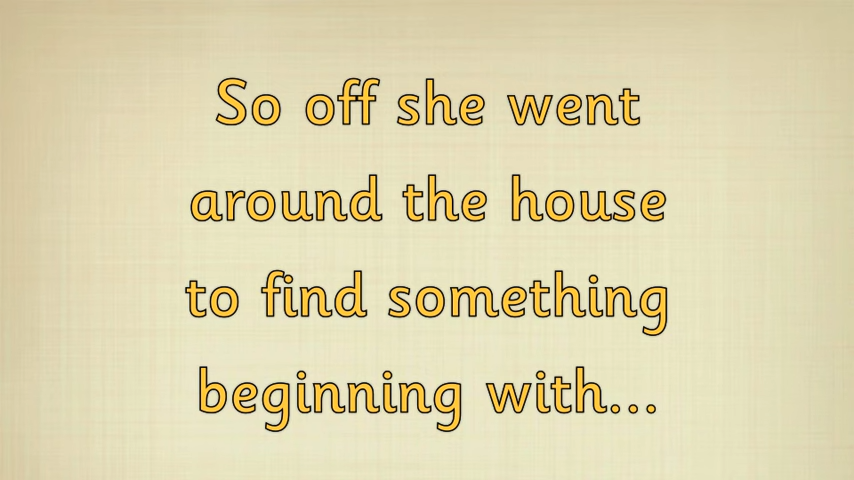 So off she went
around the house
to find something
beginning with...